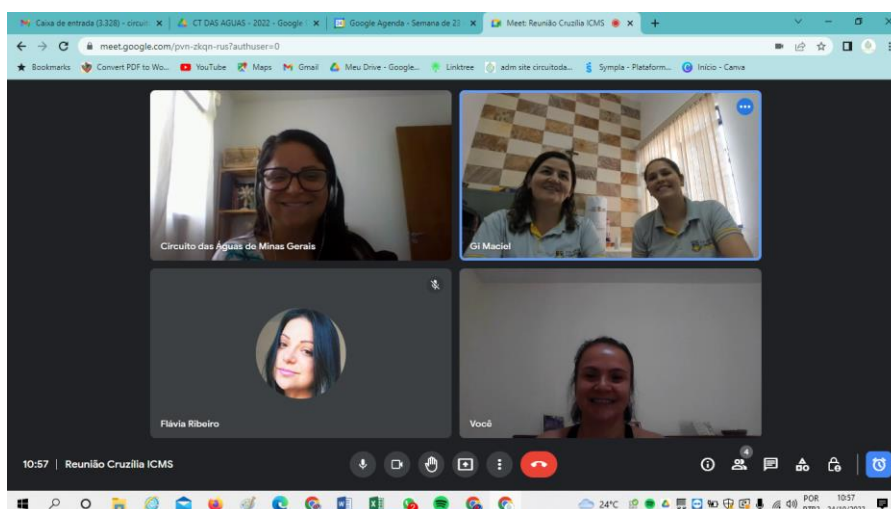 Caixa de entrada (3.328) - circuit
CT DAS AGUAS - 2022 - Google
Google Agenda - Semana de 23
Meet: Reunião Cruzília ICMS
meet.google.com/pvn-zkqn-rus?authuser=0
Bookmarks
Convert PDF to Wo...
YouTube
Maps
Gmail
Meu Drive - Google...
Linktree
adm site circuitoda...
Sympla - Plataform...
Início - Canva
Circuito das Águas de Minas Gerais
Gi Maciel
Flávia Ribeiro
Você
10:57 | Reunião Cruzília ICMS
4
24°C
POR
10:57